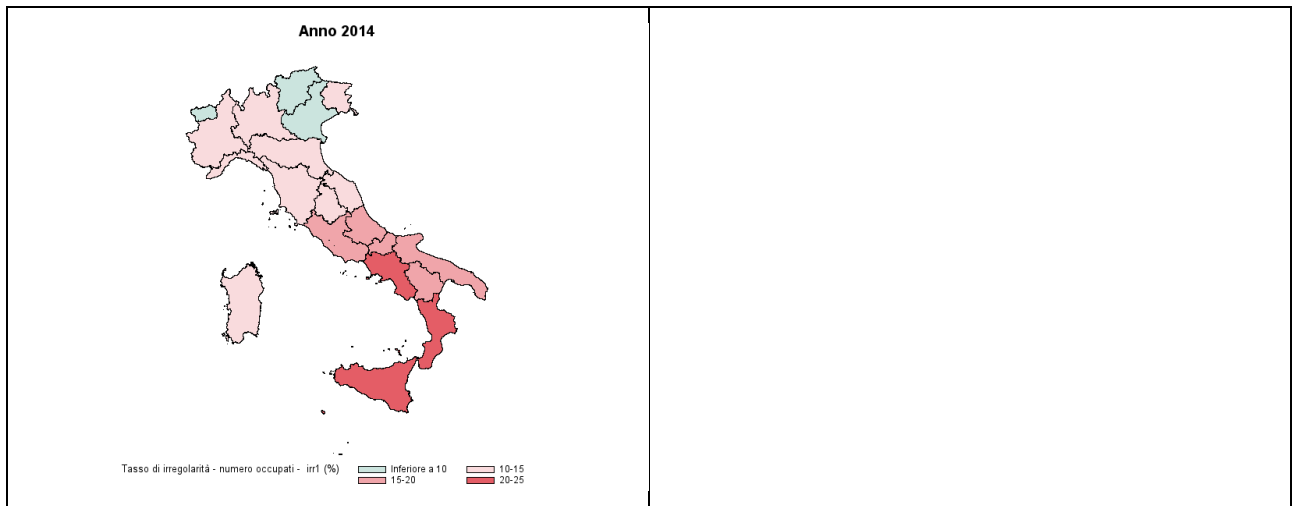 Anno 2014
Tasso di irregolarità - numero occupati - irr1 (%)
Inferiore a 10
10-15
15-20
20-25